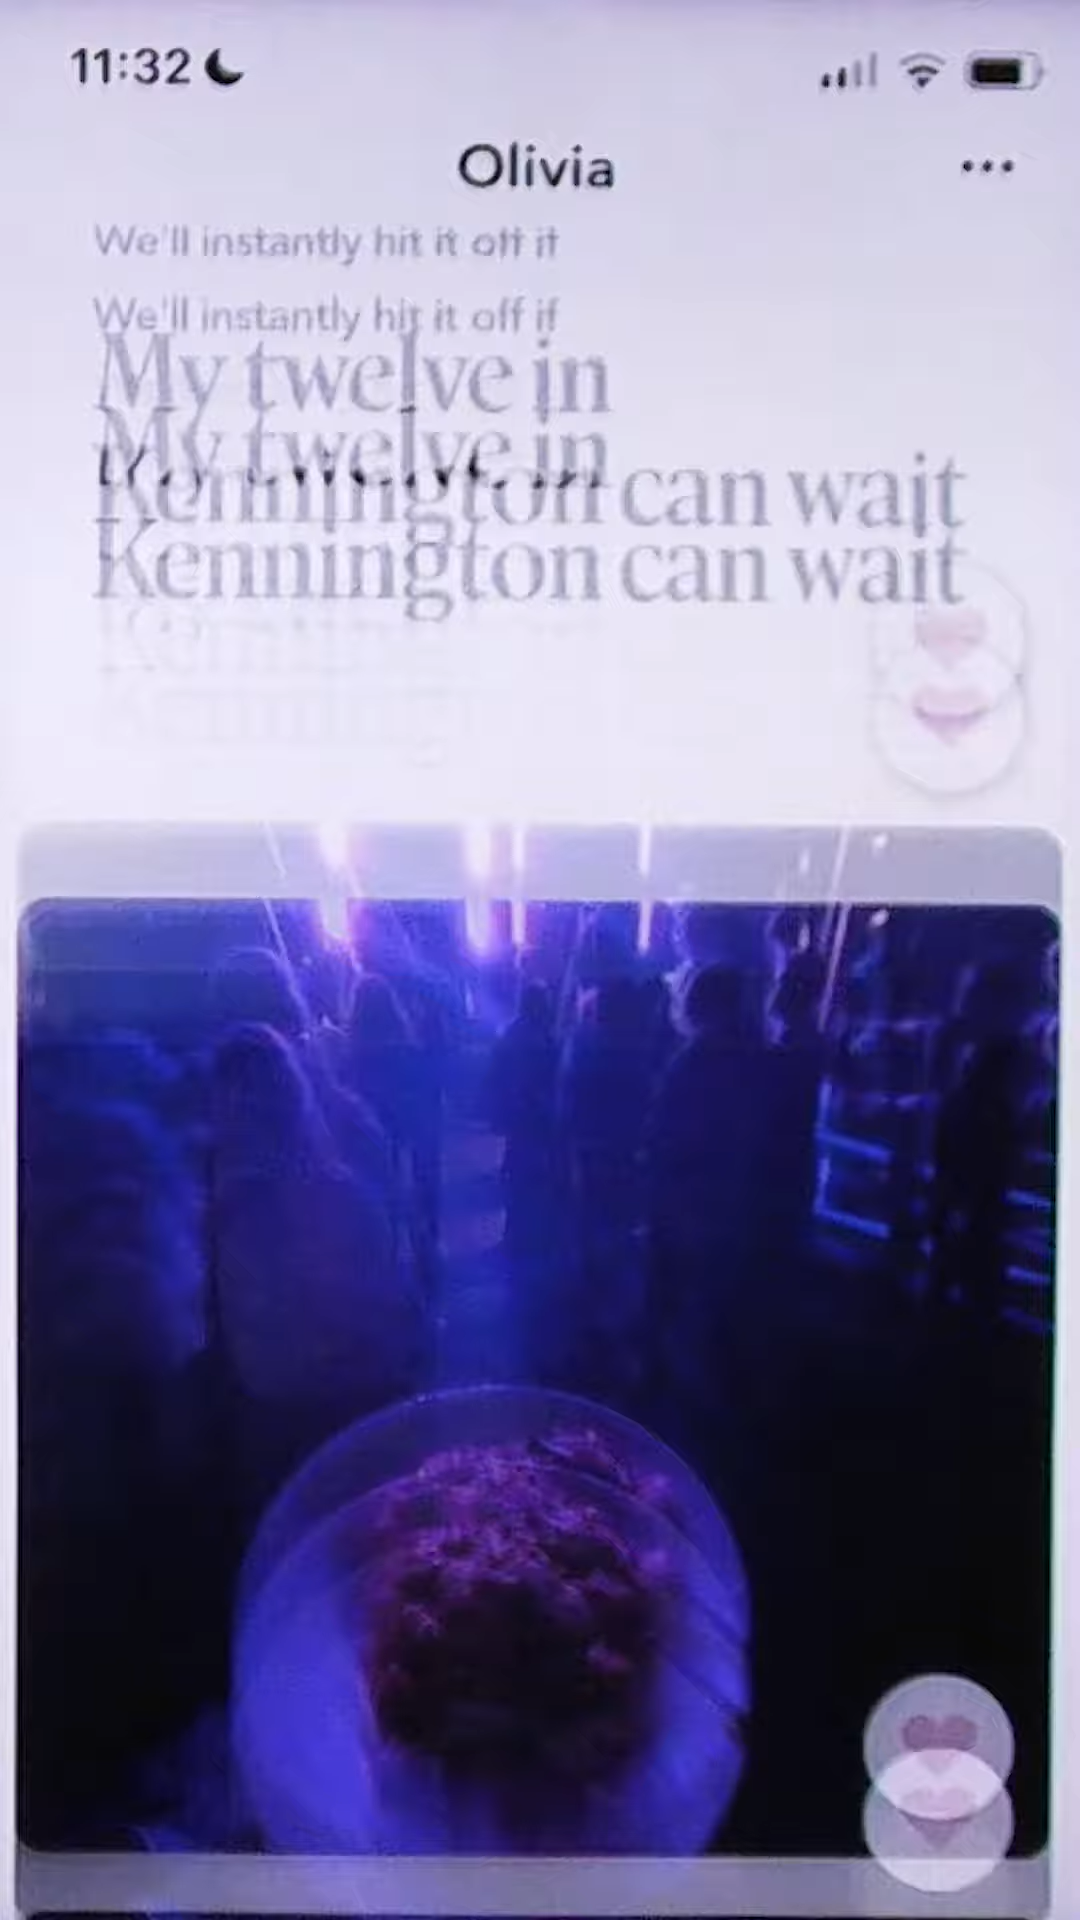 11:32
Olivia
We'll instantly hit it off if
We'll instantly hit it off if
My twelve in
My twelve in
Kennington can wait
Kennington can wait